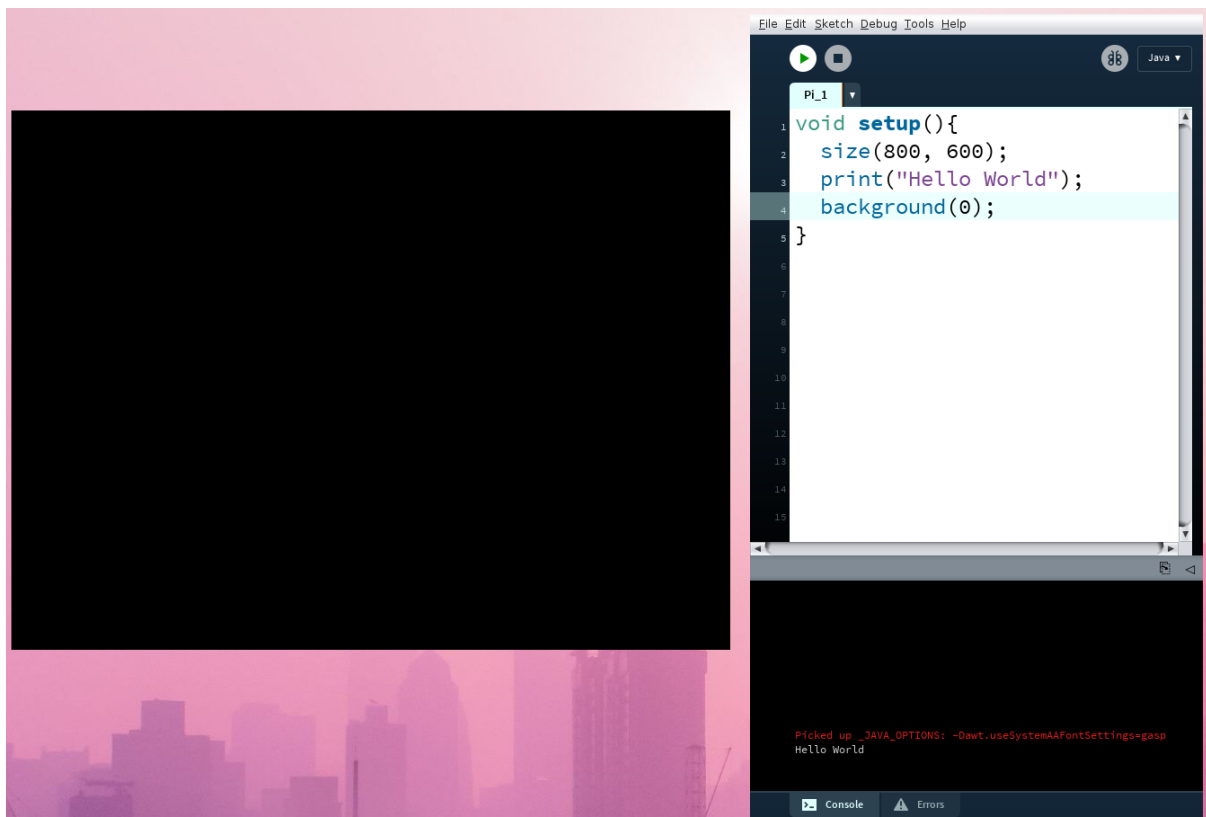 File Edit Sketch Debug Tools Help
Java ▼
Pi_1 ▼
1 void setup(){
2   size(800, 600);
3   print("Hello World");
4   background(0);
5 }
6
7
8
9
10
11
12
13
14
15
Picked up _JAVA_OPTIONS: -Dawt.useSystemAAFontSettings=gasp
Hello World
Console Errors